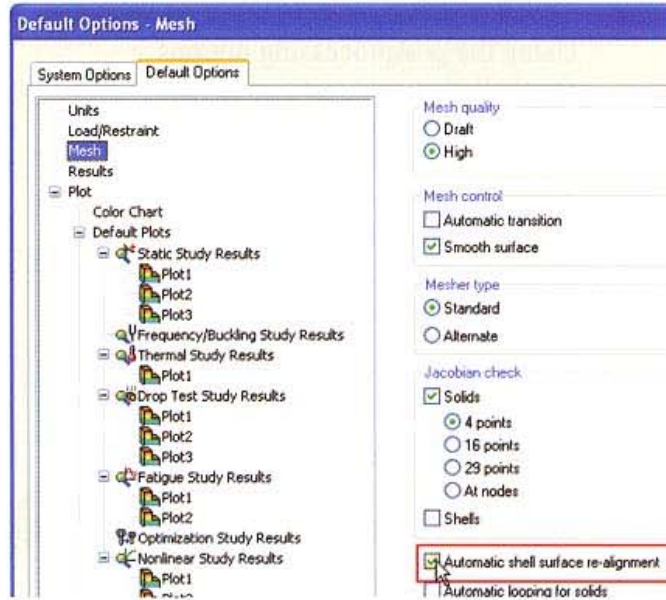 Default Options - Mesh
System Options
Default Options
Units
Load/Restraint
Mesh
Results
Plot
Color Chart
Default Plots
Static Study Results
Plot1
Plot2
Plot3
Frequency/Buckling Study Results
Thermal Study Results
Plot1
Drop Test Study Results
Plot1
Plot2
Plot3
Fatigue Study Results
Plot1
Plot2
Optimization Study Results
Nonlinear Study Results
Plot1
Mesh quality
Draft
High
Mesh control
Automatic transition
Smooth surface
Mesher type
Standard
Alternate
Jacobian check
Solids
4 points
16 points
29 points
At nodes
Shells
Automatic shell surface re-alignment
Automatic looping for solids